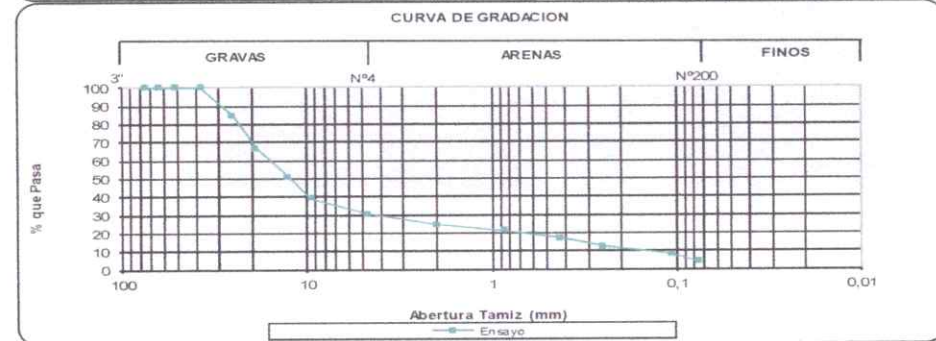 CURVA DE GRADACION
GRAVAS ARENAS FINOS
3" Nº4 Nº200
% que Pasa
100
90
80
70
60
50
40
30
20
10
0
100 10 1 0,1 0,01
Abertura Tamiz (mm)
Ensayo